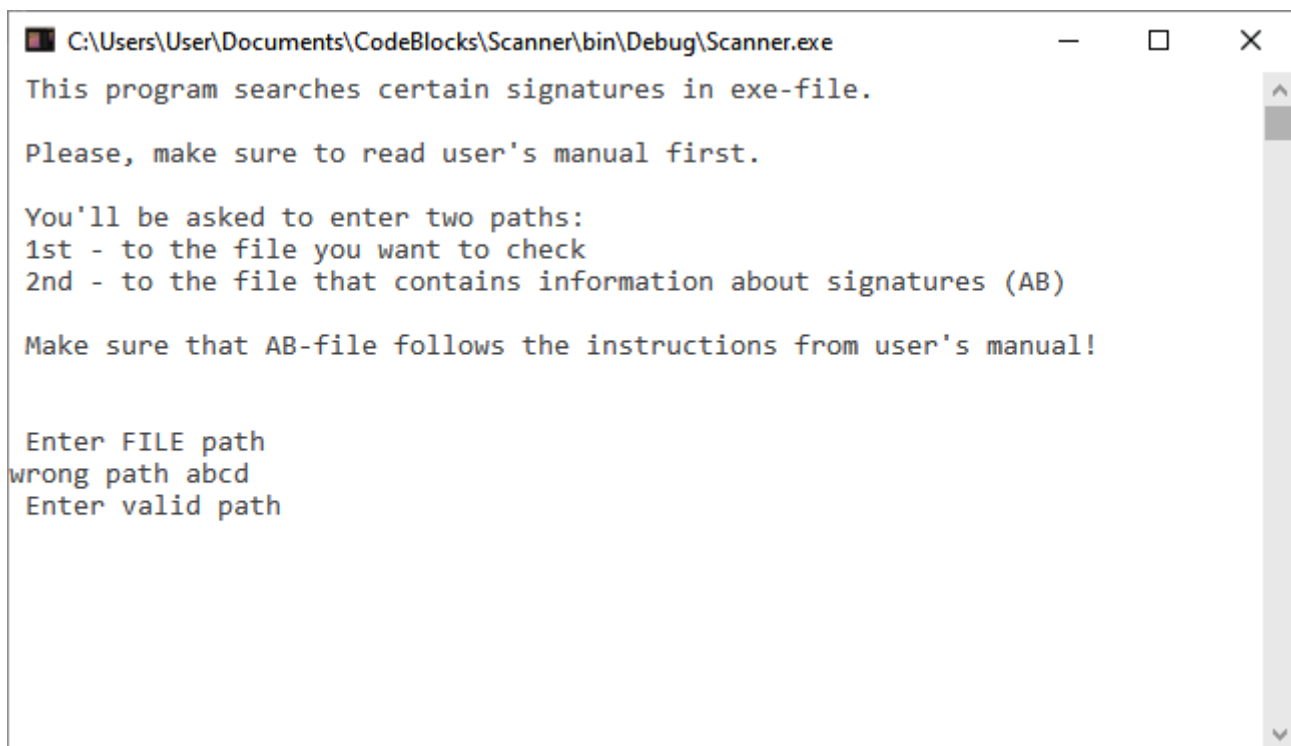 C:\Users\User\Documents\CodeBlocks\Scanner\bin\Debug\Scanner.exe
This program searches certain signatures in exe-file.
Please, make sure to read user's manual first.
You'll be asked to enter two paths:
1st - to the file you want to check
2nd - to the file that contains information about signatures (AB)
Make sure that AB-file follows the instructions from user's manual!
Enter FILE path
wrong path abcd
Enter valid path